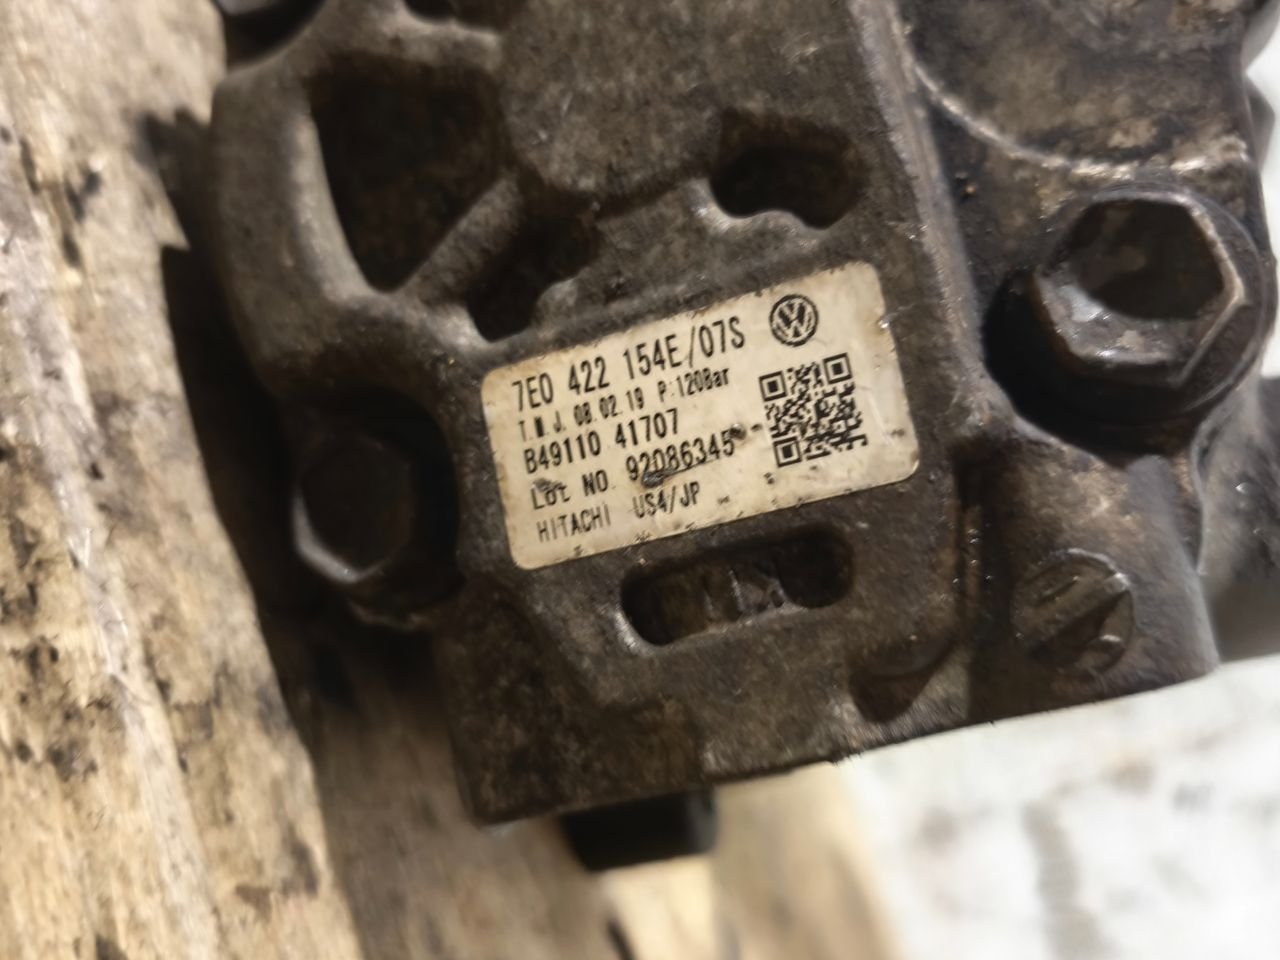 7E0 422 154E/07S
T.M.J. 08.02.19 P:120Bar
B49110 41707
LOT NO. 92086345
HITACHI US4/JP